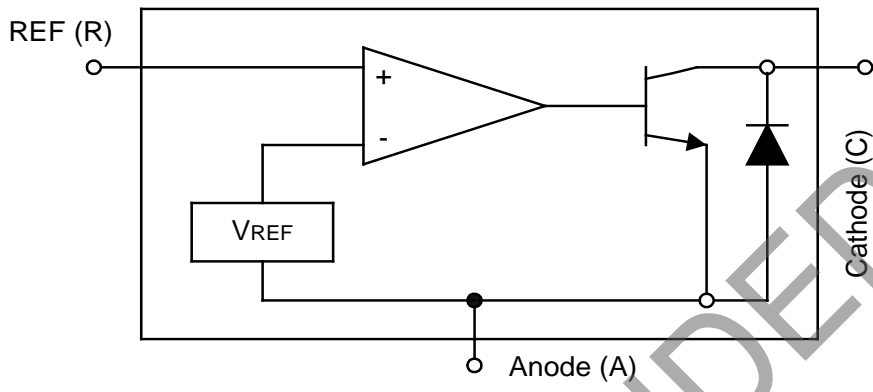 REF (R)
+
-
VREF
Cathode (C)
Anode (A)